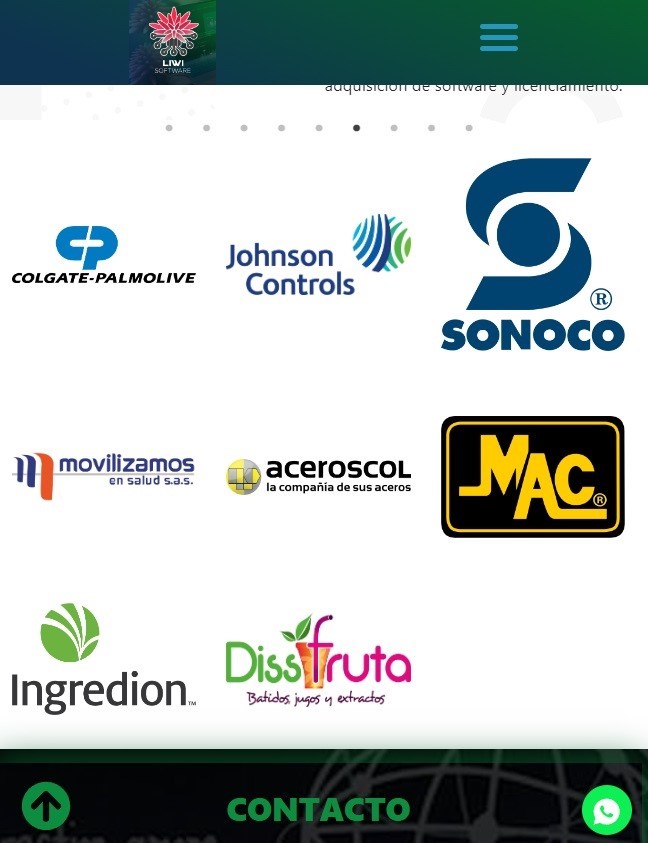 LIWI
SOFTWARE
adquisición de software y licenciamiento.
COLGATE-PALMOLIVE
Johnson
Controls
®
SONOCO
movilizamos
en salud s.a.s.
aceroscol
la compañía de sus aceros
MAC®
Ingredion™
Dissfruta
Batidos, jugos y extractos
CONTACTO